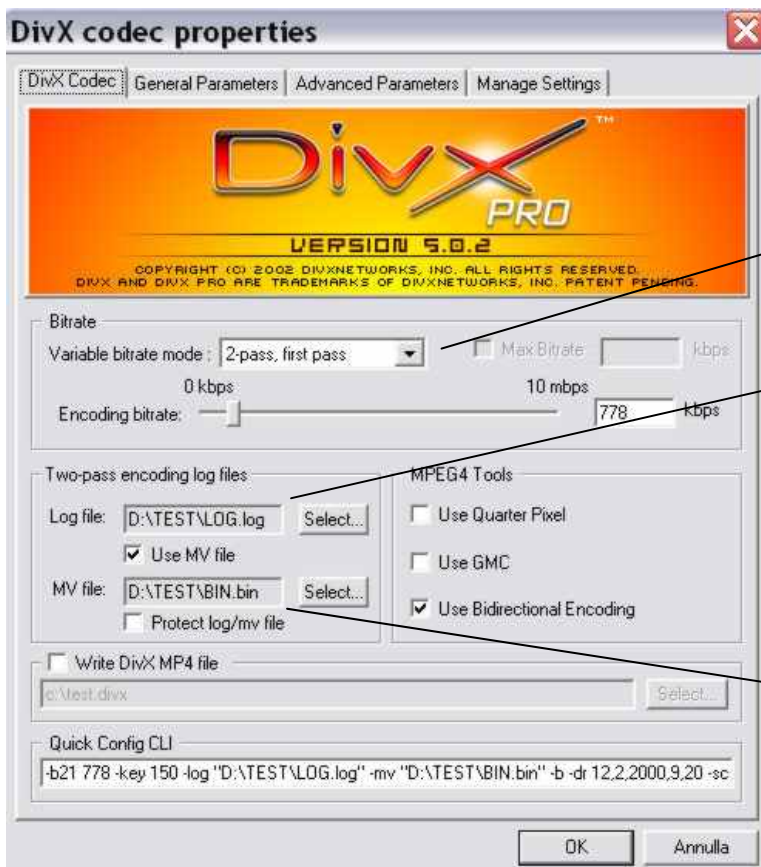 DivX codec properties
DivX Codec General Parameters Advanced Parameters Manage Settings
DivX ™
PRO
VERSION 5.0.2
COPYRIGHT (C) 2002 DIVXNETWORKS, INC. ALL RIGHTS RESERVED.
DIVX AND DIVX PRO ARE TRADEMARKS OF DIVXNETWORKS, INC. PATENT PENDING.
Bitrate
Variable bitrate mode : 2-pass, first pass Max Bitrate kbps
0 kbps 10 mbps
Encoding bitrate: 778 kbps
Two-pass encoding log files MPEG4 Tools
Log file: D:\TEST\LOG.log Select... Use Quarter Pixel
Use MV file Use GMC
MV file: D:\TEST\BIN.bin Select... Use Bidirectional Encoding
Protect log/mv file
Write DivX MP4 file
c:\test.divx Select...
Quick Config CLI
-b21 778 -key 150 -log "D:\TEST\LOG.log" -mv "D:\TEST\BIN.bin" -b -dr 12,2,2000,9,20 -sc
OK Annulla